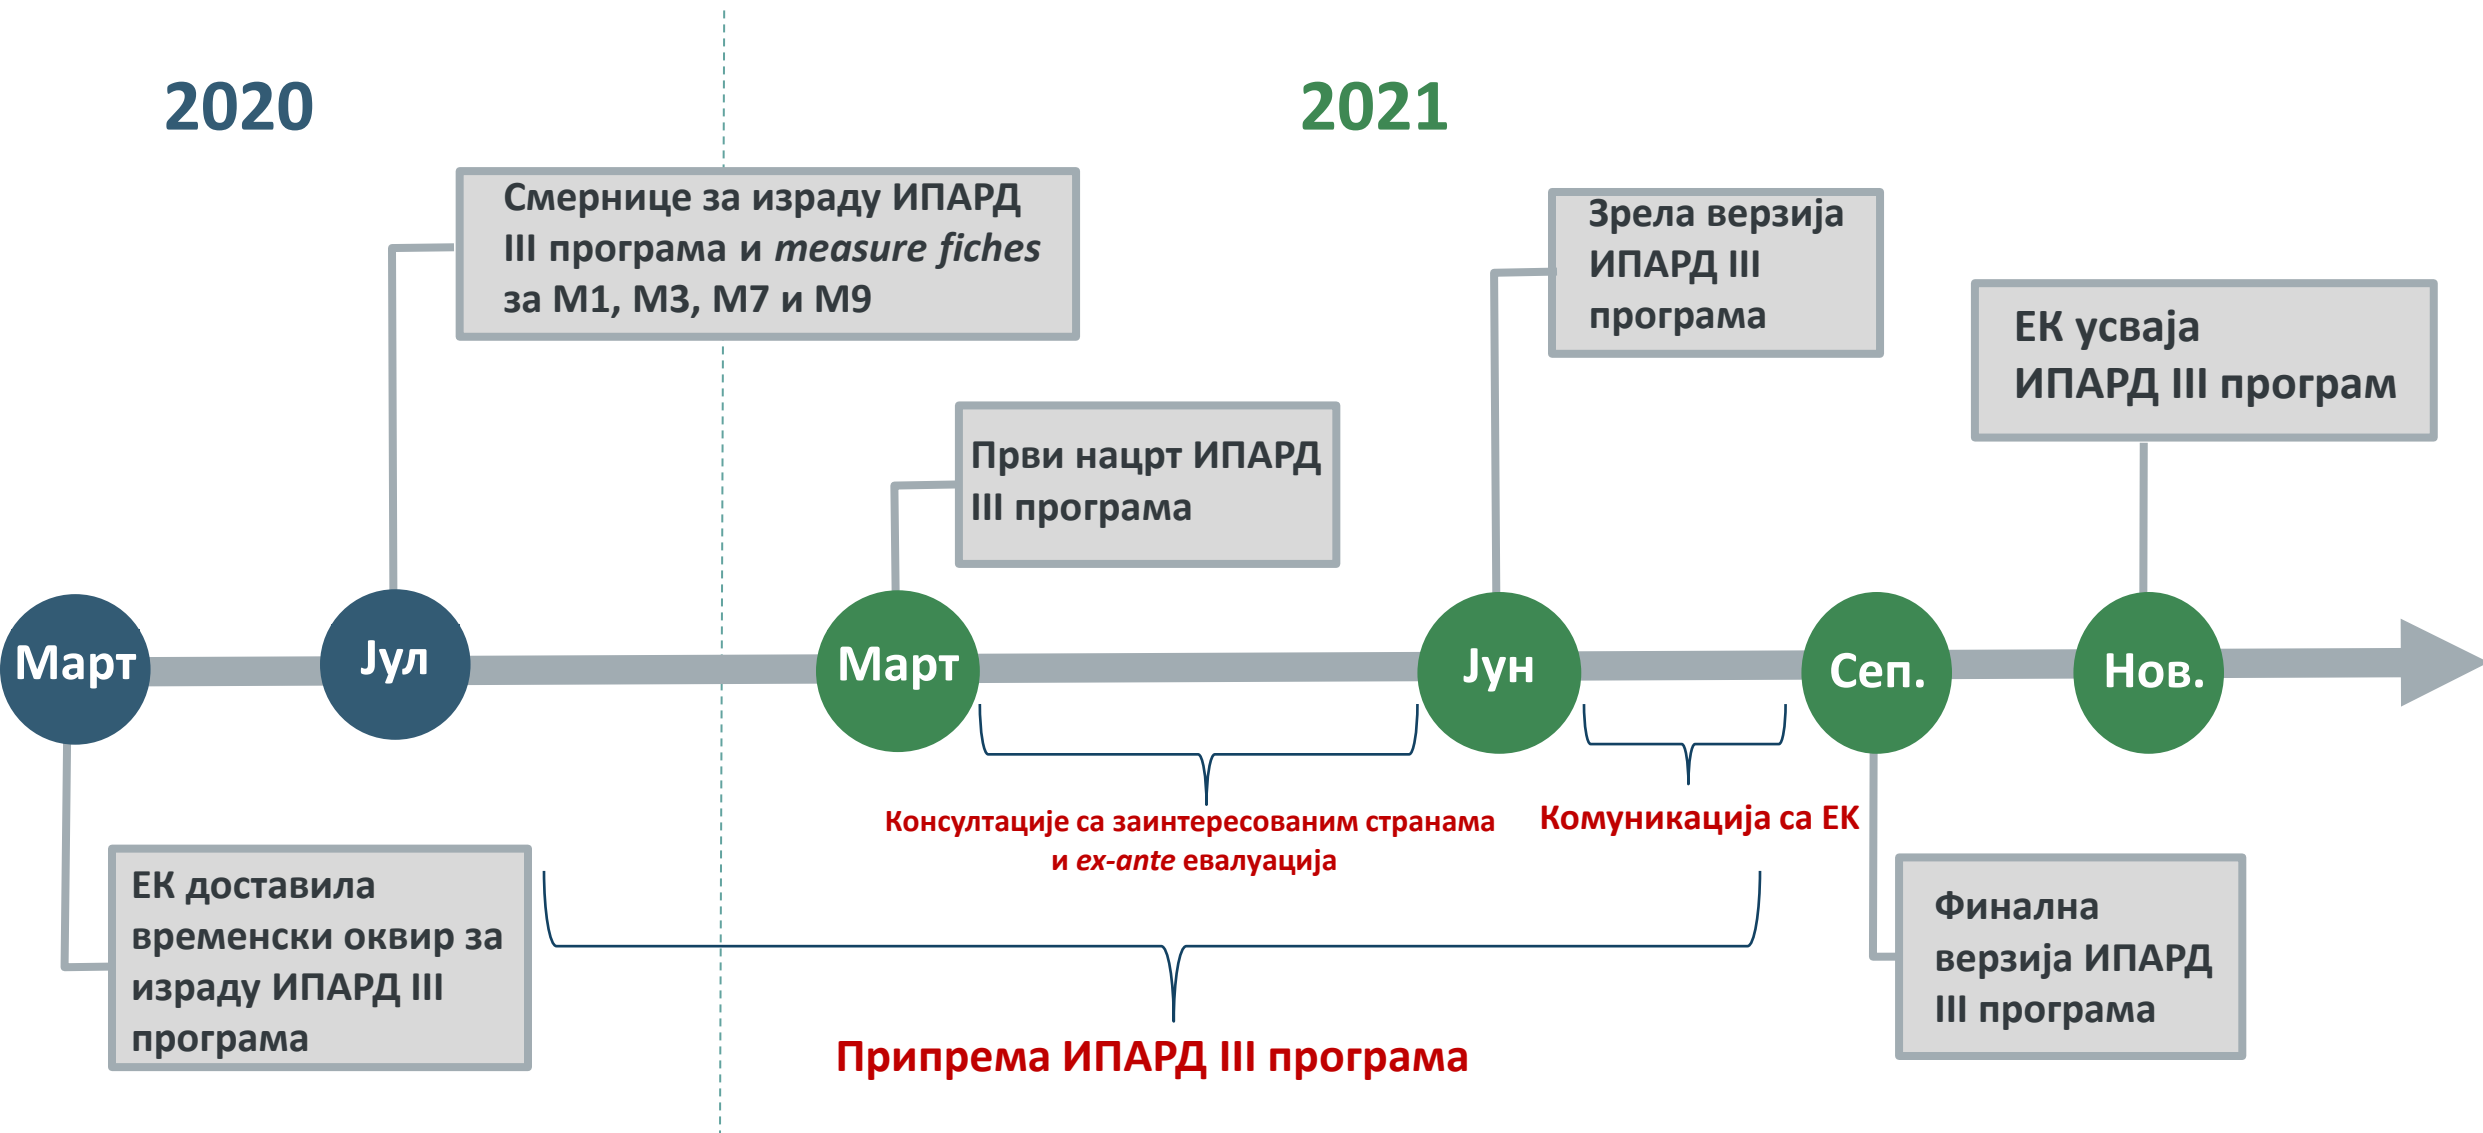 2020
2021
Смернице за израду ИПАРД
III програма и measure fiches
за М1, М3, М7 и М9
Зрела верзија
ИПАРД III
програма
ЕК усваја
ИПАРД III програм
Први нацрт ИПАРД
III програма
Март
Јул
Март
Јун
Сеп.
Нов.
Консултације са заинтересованим странама
и ex-ante евалуација
Комуникација са ЕК
ЕК доставила
временски оквир за
израду ИПАРД III
програма
Финална
верзија ИПАРД
III програма
Припрема ИПАРД III програма